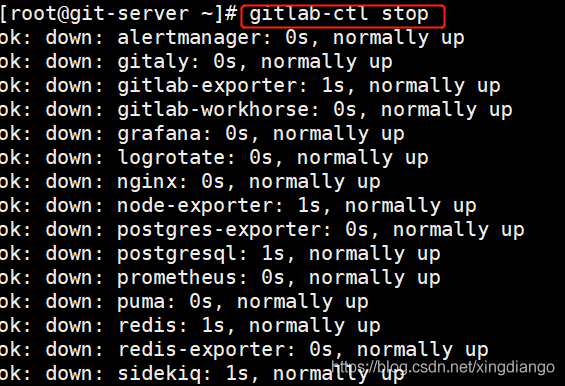 [root@git-server ~]# gitlab-ctl stop
ok: down: alertmanager: 0s, normally up
ok: down: gitaly: 0s, normally up
ok: down: gitlab-exporter: 1s, normally up
ok: down: gitlab-workhorse: 0s, normally up
ok: down: grafana: 0s, normally up
ok: down: logrotate: 0s, normally up
ok: down: nginx: 0s, normally up
ok: down: node-exporter: 1s, normally up
ok: down: postgres-exporter: 0s, normally up
ok: down: postgresql: 1s, normally up
ok: down: prometheus: 0s, normally up
ok: down: puma: 0s, normally up
ok: down: redis: 1s, normally up
ok: down: redis-exporter: 0s, normally up
ok: down: sidekiq: 1s, normally up
https://blog.csdn.net/xingdiango